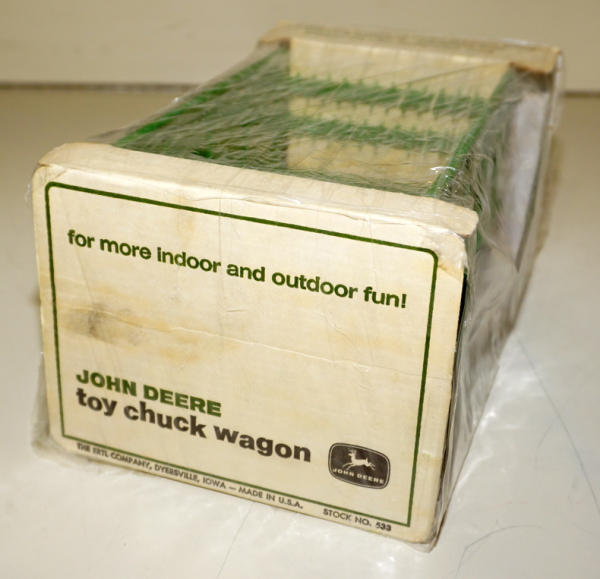 for more indoor and outdoor fun!
JOHN DEERE
toy chuck wagon
JOHN DEERE
THE ERTL COMPANY, DYERSVILLE, IOWA — MADE IN U.S.A. STOCK NO. 533